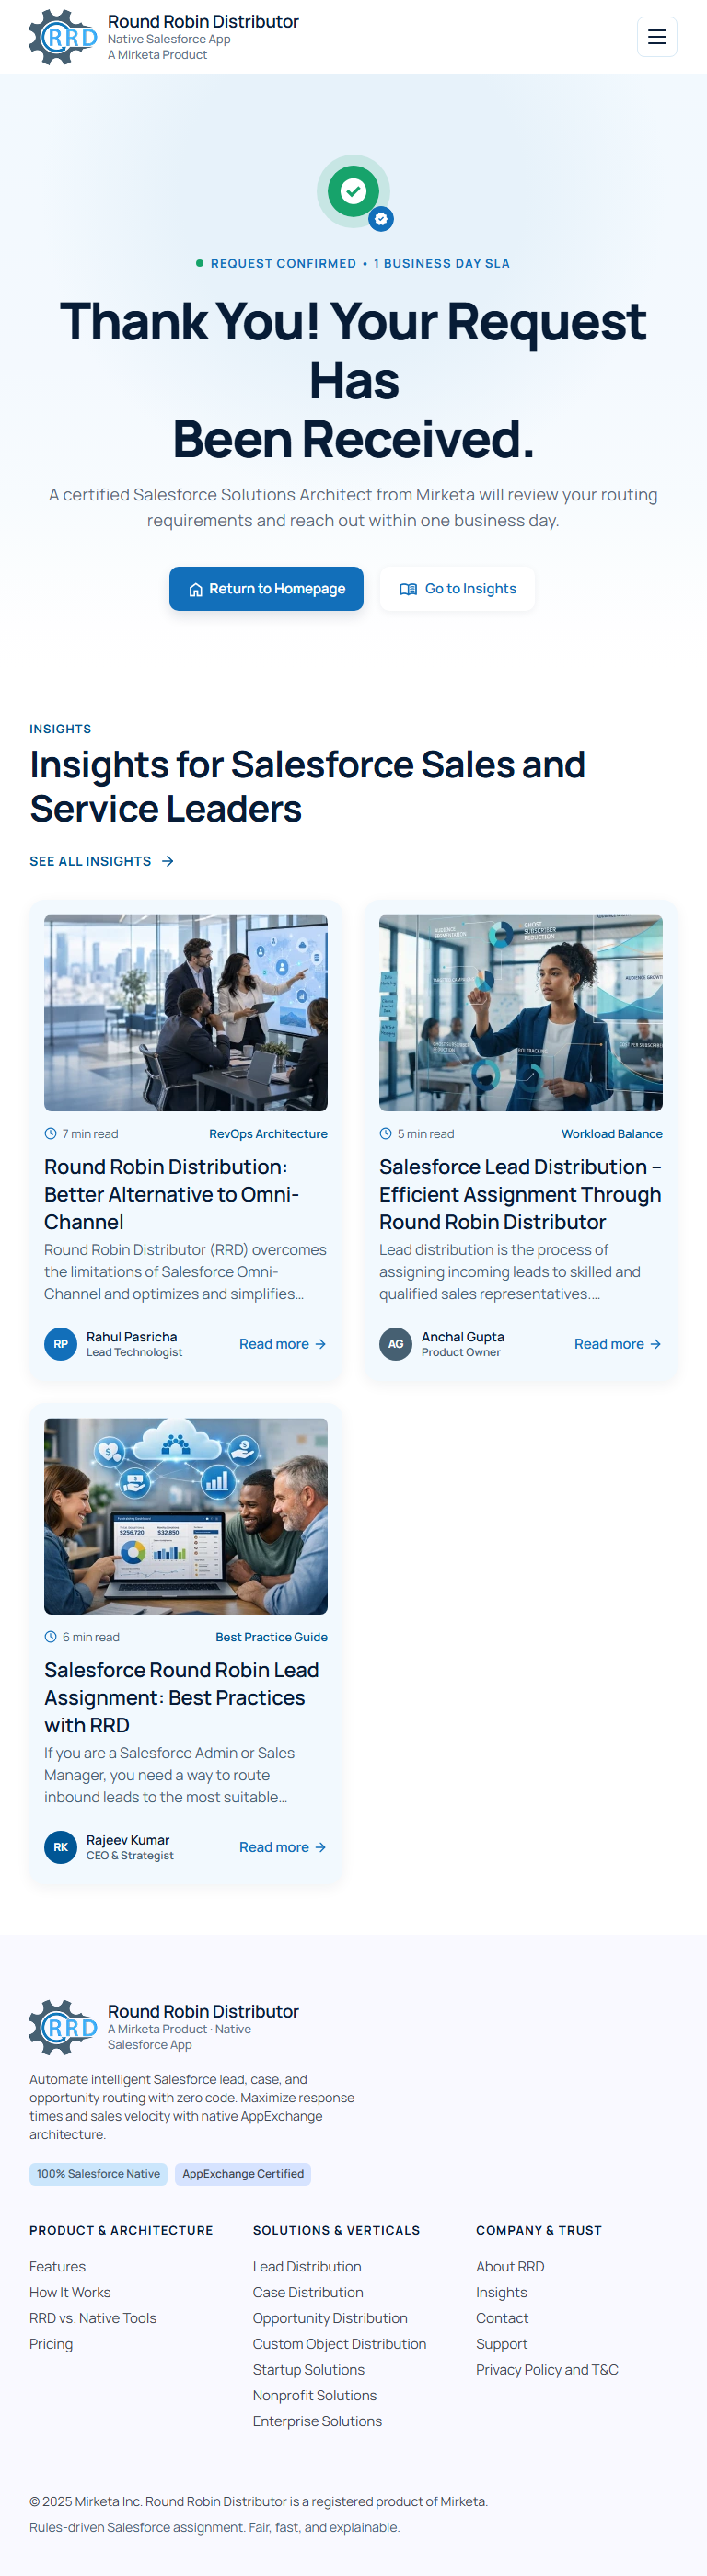 RRD
Round Robin Distributor
Native Salesforce App
A Mirketa Product
REQUEST CONFIRMED • 1 BUSINESS DAY SLA
Thank You! Your Request
Has
Been Received.
A certified Salesforce Solutions Architect from Mirketa will review your routing
requirements and reach out within one business day.
Return to Homepage
Go to Insights
INSIGHTS
Insights for Salesforce Sales and
Service Leaders
SEE ALL INSIGHTS
7 min read
RevOps Architecture
Round Robin Distribution:
Better Alternative to Omni-
Channel
Round Robin Distributor (RRD) overcomes
the limitations of Salesforce Omni-
Channel and optimizes and simplifies...
RP
Rahul Pasricha
Lead Technologist
Read more
GHOST
SUBSCRIBER
REDUCTION
5 min read
Workload Balance
Salesforce Lead Distribution –
Efficient Assignment Through
Round Robin Distributor
Lead distribution is the process of
assigning incoming leads to skilled and
qualified sales representatives....
AG
Anchal Gupta
Product Owner
Read more
$256,720
$32,850
6 min read
Best Practice Guide
Salesforce Round Robin Lead
Assignment: Best Practices
with RRD
If you are a Salesforce Admin or Sales
Manager, you need a way to route
inbound leads to the most suitable...
RK
Rajeev Kumar
CEO & Strategist
Read more
RRD
Round Robin Distributor
A Mirketa Product · Native
Salesforce App
Automate intelligent Salesforce lead, case, and
opportunity routing with zero code. Maximize response
times and sales velocity with native AppExchange
architecture.
100% Salesforce Native
AppExchange Certified
PRODUCT & ARCHITECTURE
Features
How It Works
RRD vs. Native Tools
Pricing
SOLUTIONS & VERTICALS
Lead Distribution
Case Distribution
Opportunity Distribution
Custom Object Distribution
Startup Solutions
Nonprofit Solutions
Enterprise Solutions
COMPANY & TRUST
About RRD
Insights
Contact
Support
Privacy Policy and T&C
© 2025 Mirketa Inc. Round Robin Distributor is a registered product of Mirketa.
Rules-driven Salesforce assignment. Fair, fast, and explainable.